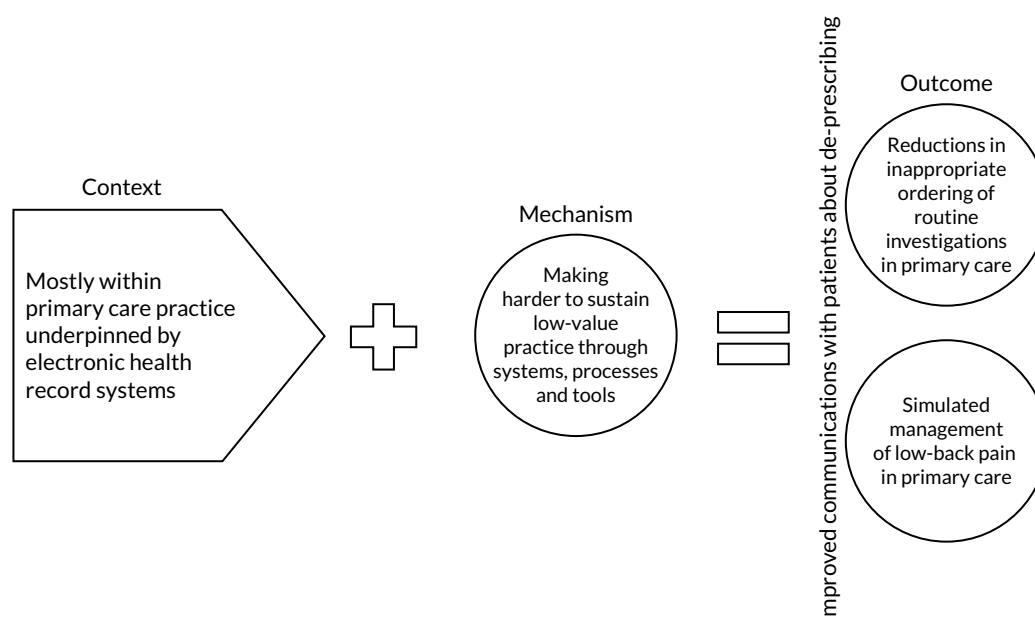 Context
Mostly within
primary care practice
underpinned by
electronic health
record systems
Mechanism
Making
harder to sustain
low-value
practice through
systems, processes
and tools
mproved communications with patients about de-prescribing
Outcome
Reductions in
inappropriate
ordering of
routine
investigations
in primary care
Simulated
management
of low-back pain
in primary care